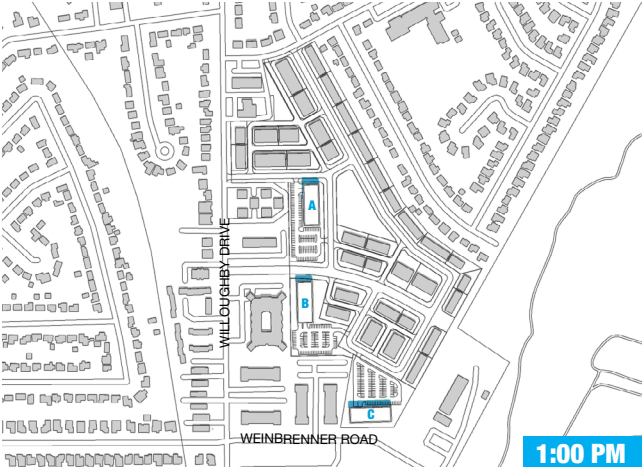 A
WILLOUGHBY DRIVE
B
C
WEINBRENNER ROAD
1:00 PM